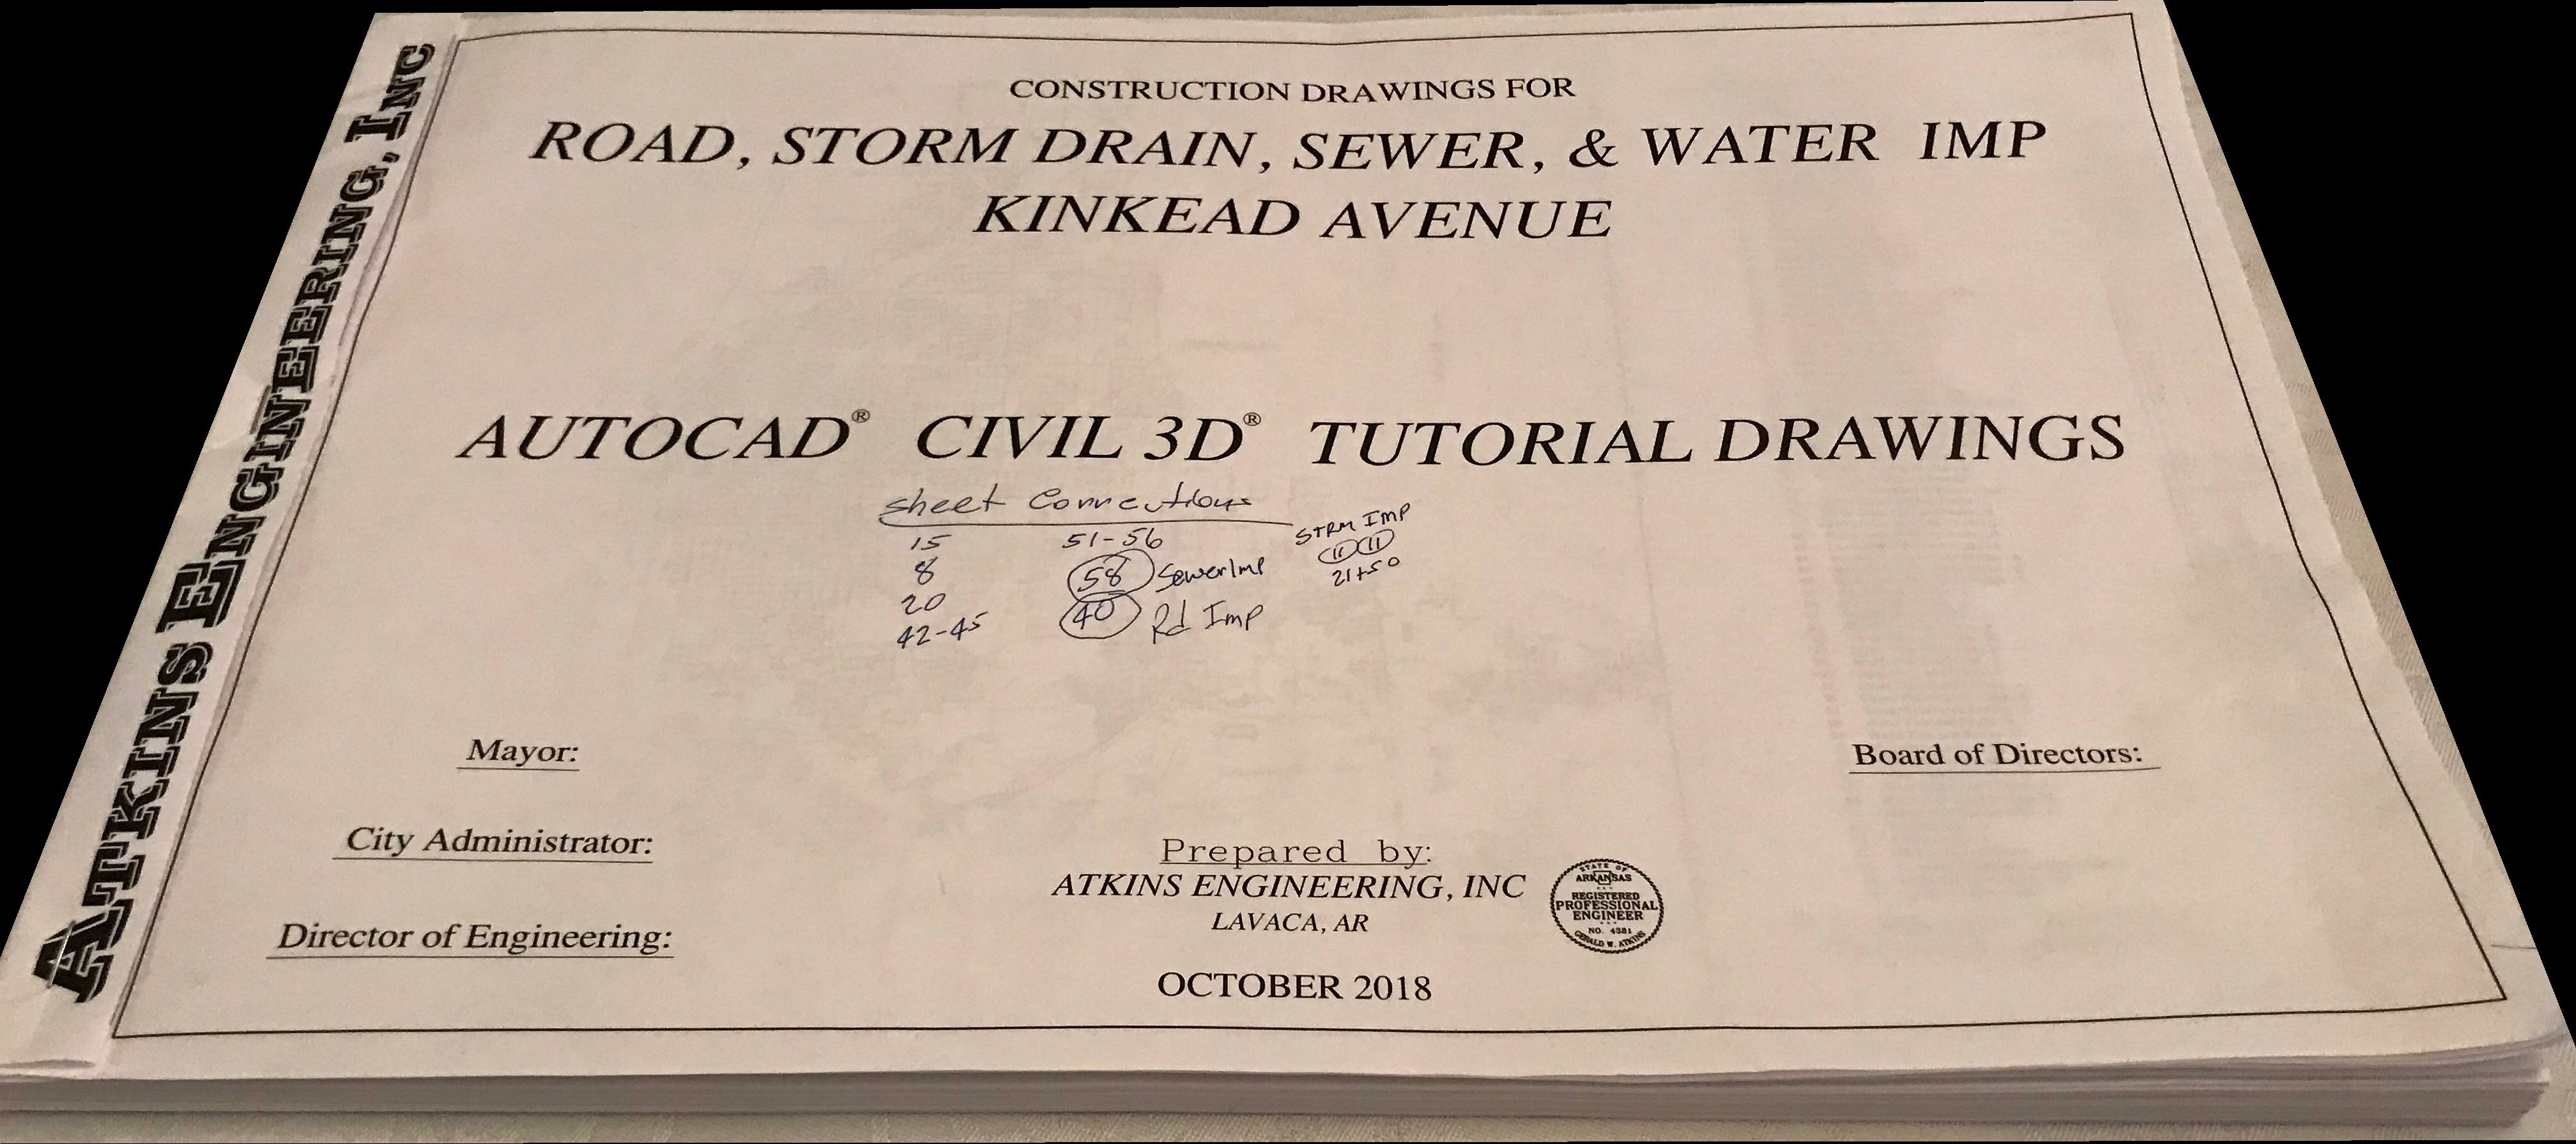 ATKINS ENGINEERING, INC
CONSTRUCTION DRAWINGS FOR
ROAD, STORM DRAIN, SEWER, & WATER IMP
KINKEAD AVENUE
AUTOCAD® CIVIL 3D® TUTORIAL DRAWINGS
Sheet Corrections
15
8
20
42-45
51-56
58 Sewer Imp
40 Rd Imp
STRM IMP
11 11
21+50
Mayor:
City Administrator:
Director of Engineering:
Board of Directors:
Prepared by:
ATKINS ENGINEERING, INC
LAVACA, AR
OCTOBER 2018
STATE OF
ARKANSAS
REGISTERED
PROFESSIONAL
ENGINEER
NO. 4381
GERALD W. ATKINS